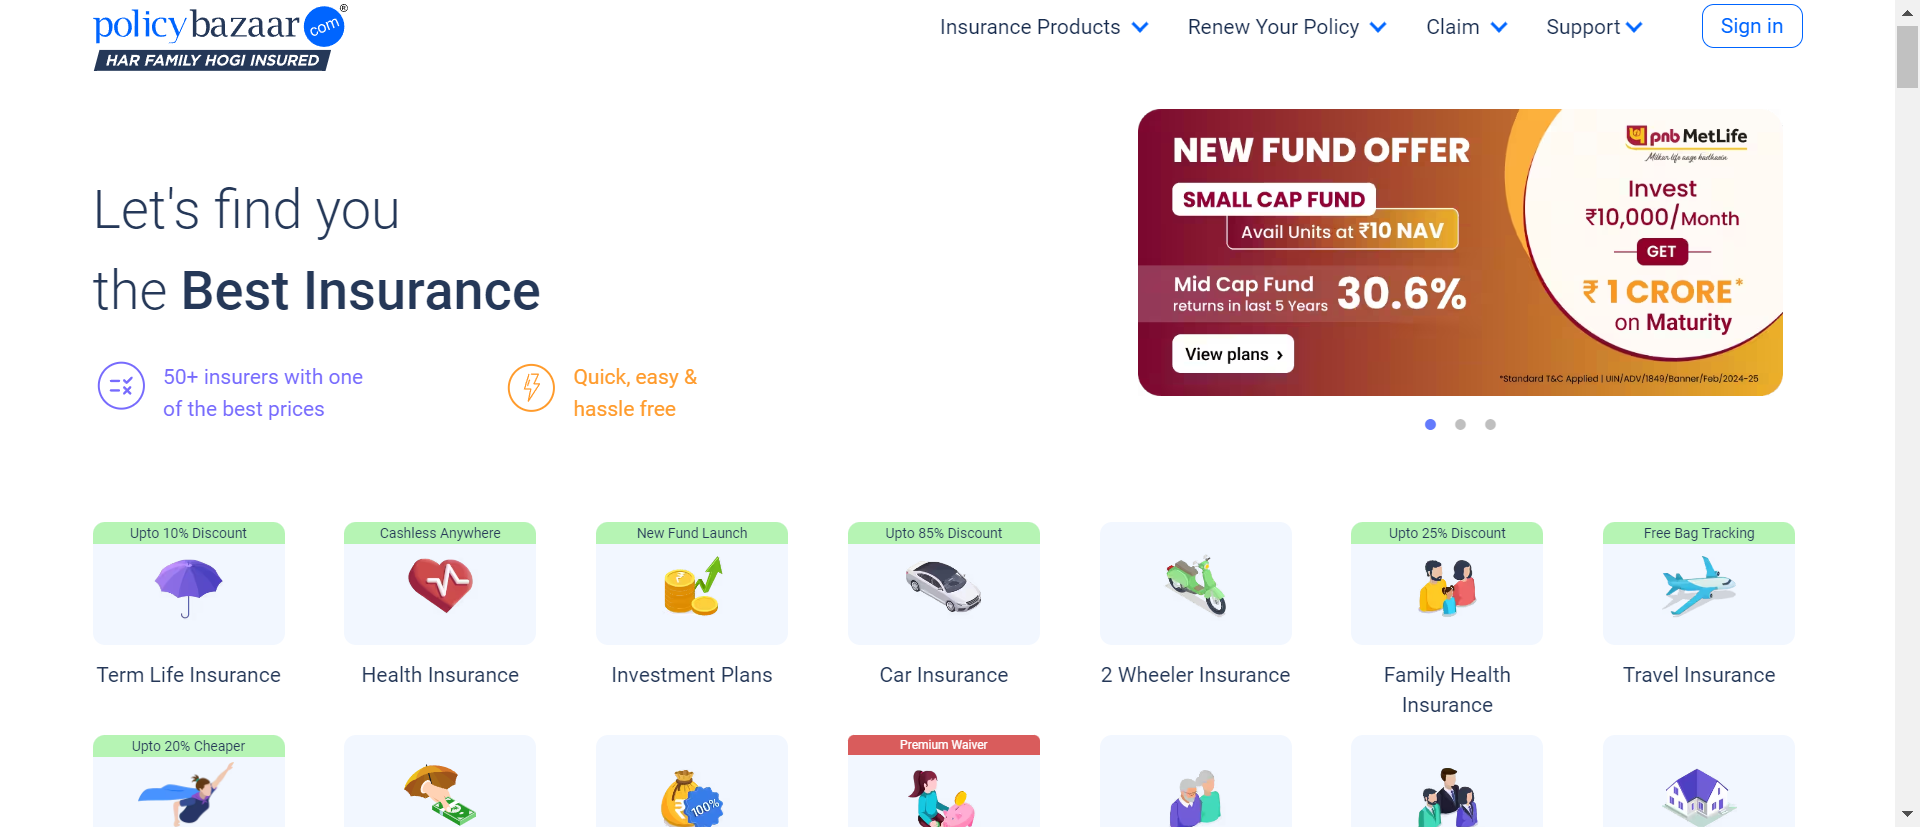 policybazaar com ®
HAR FAMILY HOGI INSURED
Insurance Products
Renew Your Policy
Claim
Support
Sign in
Let's find you
the Best Insurance
50+ insurers with one
of the best prices
Quick, easy &
hassle free
NEW FUND OFFER
SMALL CAP FUND
Avail Units at ₹10 NAV
Mid Cap Fund
returns in last 5 Years
30.6%
View plans ›
pnb MetLife
Milkar life aage badhaein
Invest
₹10,000/Month
GET
₹ 1 CRORE*
on Maturity
*Standard T&C Applied | UIN/ADV/1849/Banner/Feb/2024-25
Upto 10% Discount
Cashless Anywhere
New Fund Launch
Upto 85% Discount
Upto 25% Discount
Free Bag Tracking
Term Life Insurance
Health Insurance
Investment Plans
Car Insurance
2 Wheeler Insurance
Family Health
Insurance
Travel Insurance
Upto 20% Cheaper
Premium Waiver
₹ 100%